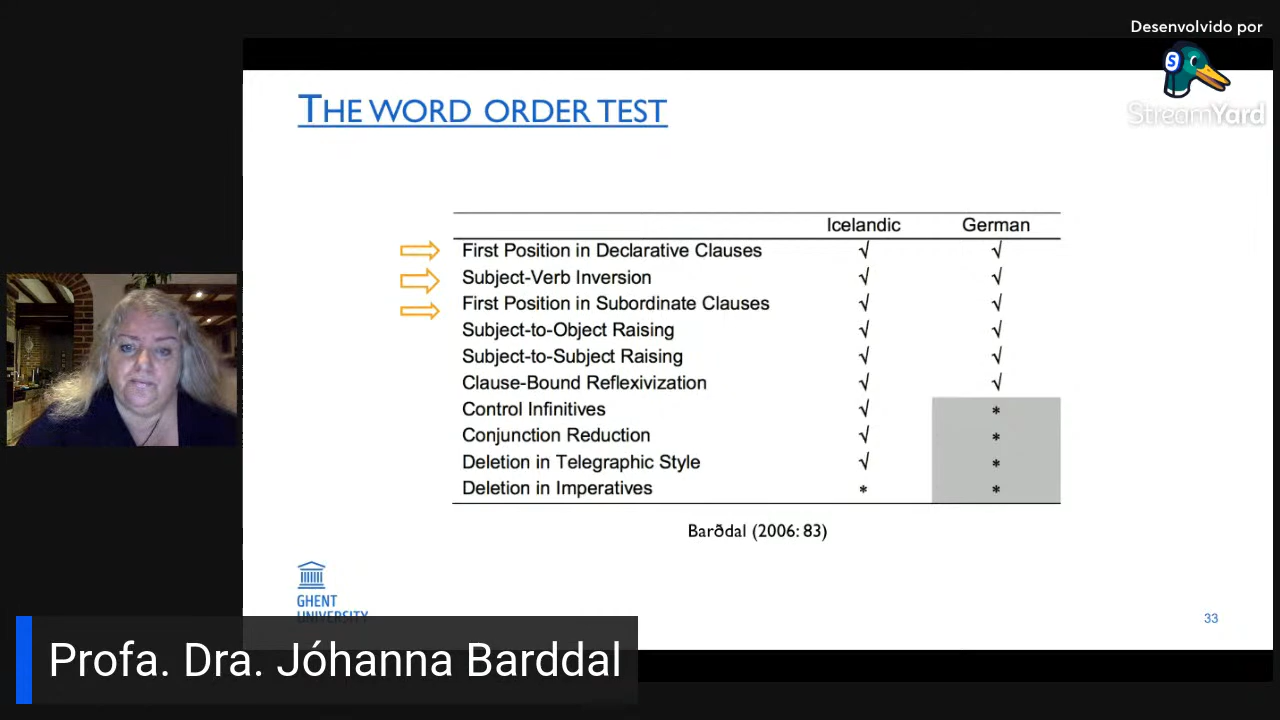 Desenvolvido por
S
StreamYard
THE WORD ORDER TEST
Icelandic German
First Position in Declarative Clauses √ √
Subject-Verb Inversion √ √
First Position in Subordinate Clauses √ √
Subject-to-Object Raising √ √
Subject-to-Subject Raising √ √
Clause-Bound Reflexivization √ √
Control Infinitives √ *
Conjunction Reduction √ *
Deletion in Telegraphic Style √ *
Deletion in Imperatives * *
Barðdal (2006: 83)
GHENT
UNIVERSITY
33
Profa. Dra. Jóhanna Barddal